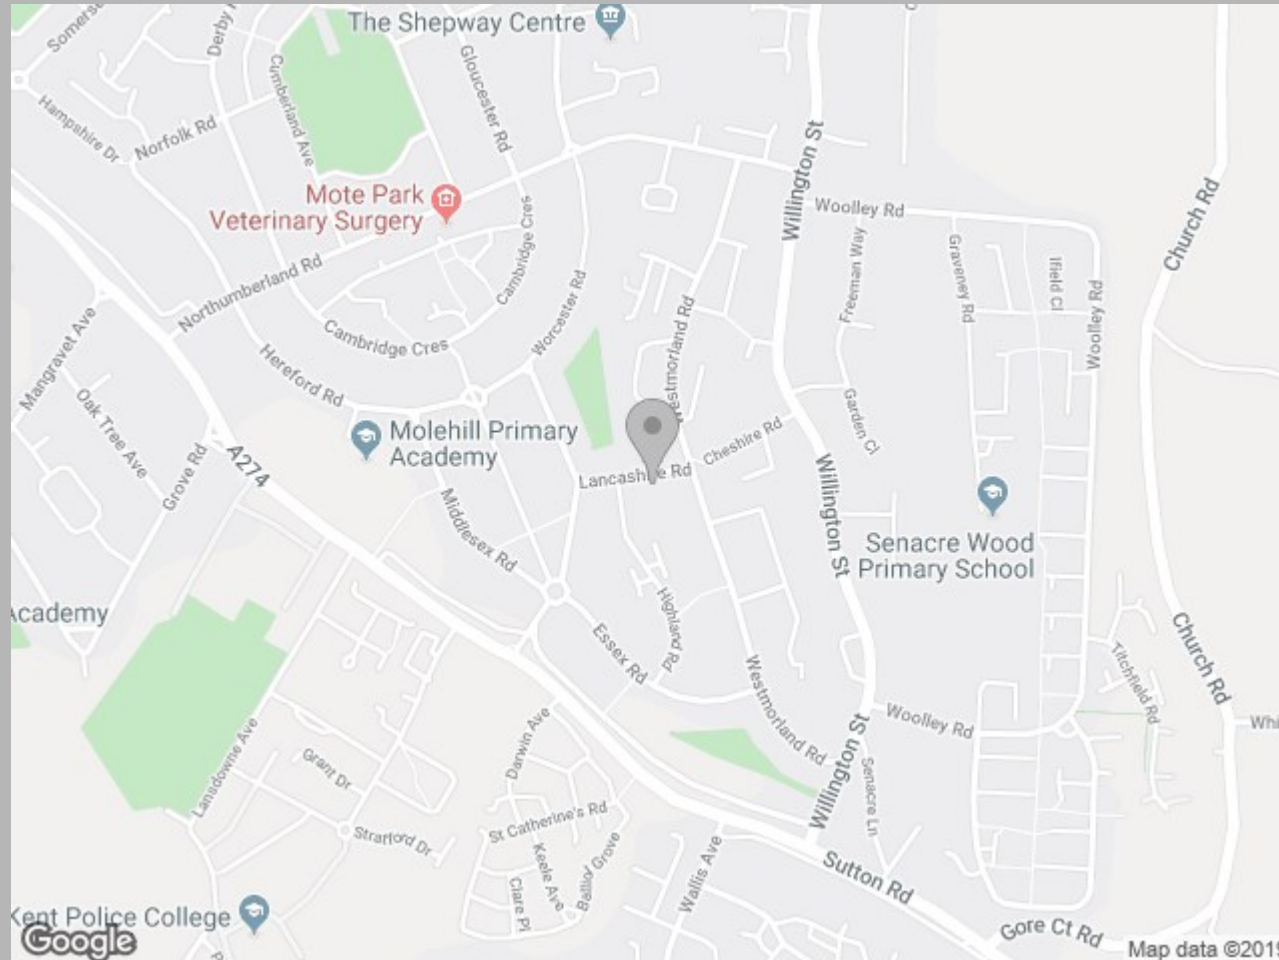 The Shepway Centre
Derby
Gloucester Rd
Cumberland Ave
Hampshire Dr
Norfolk Rd
Willington St
Church Rd
Mote Park
Veterinary Surgery
Woolley Rd
Cambridge Cres
Freeman Way
Graveney Rd
Ifield Cl
Northumberland Rd
Worcester Rd
Woolley Rd
Westmorland Rd
Mangravet Ave
Cambridge Cres
Hereford Rd
Oak Tree Ave
Garden Cl
Molehill Primary
Academy
Cheshire Rd
Grove Rd
A274
Lancashire Rd
Willington St
Middlesex Rd
Senacre Wood
Primary School
Academy
Highland Rd
Essex Rd
Church Rd
Titchfield Rd
Westmorland Rd
Woolley Rd
Willington St
Darwin Ave
Lansdowne Ave
Grant Dr
Senacre Ln
St Catherine's Rd
Stratford Dr
Keele Ave
Balliol Grove
Wallis Ave
Sutton Rd
Clare Pl
Kent Police College
Gore Ct Rd
Google
Map data ©2019